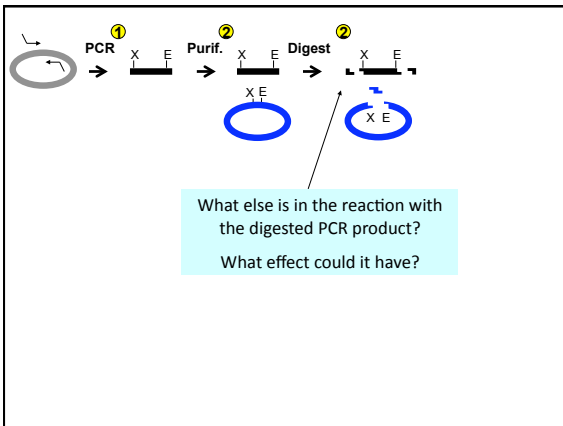 1 2 2
PCR Purif. Digest
X E X E X E
X E
X E
What else is in the reaction with
the digested PCR product?
What effect could it have?